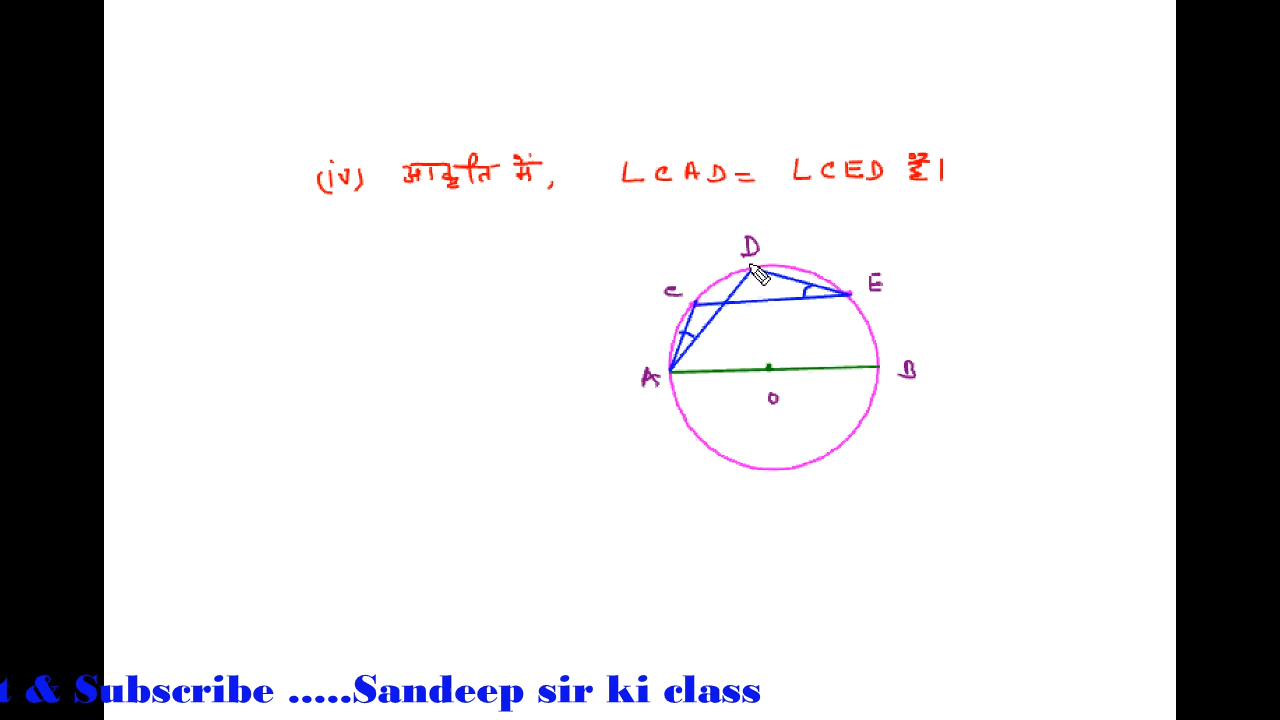 (iv) आकृति में, ∠CAD = ∠CED है।
D
C
E
A
B
O
t & Subscribe .....Sandeep sir ki class